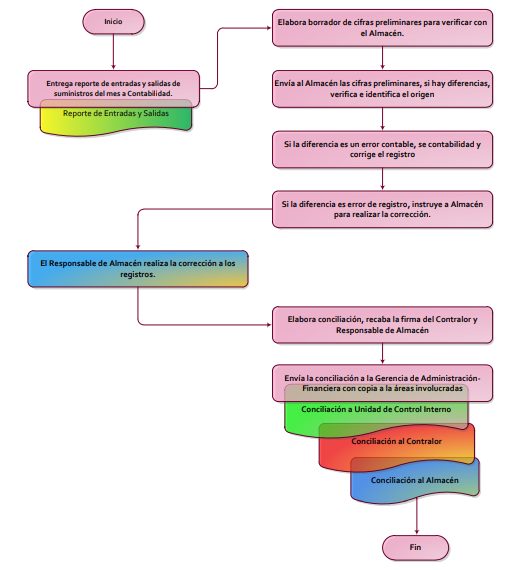 Inicio
Entrega reporte de entradas y salidas de
suministros del mes a Contabilidad.
Reporte de Entradas y Salidas
Elabora borrador de cifras preliminares para verificar con
el Almacén.
Envía al Almacén las cifras preliminares, si hay diferencias,
verifica e identifica el origen
Si la diferencia es un error contable, se contabilidad y
corrige el registro
Si la diferencia es error de registro, instruye a Almacén
para realizar la corrección.
El Responsable de Almacén realiza la corrección a los
registros.
Elabora conciliación, recaba la firma del Contralor y
Responsable de Almacén
Envía la conciliación a la Gerencia de Administración-
Financiera con copia a la áreas involucradas
Conciliación a Unidad de Control Interno
Conciliación al Contralor
Conciliación al Almacén
Fin